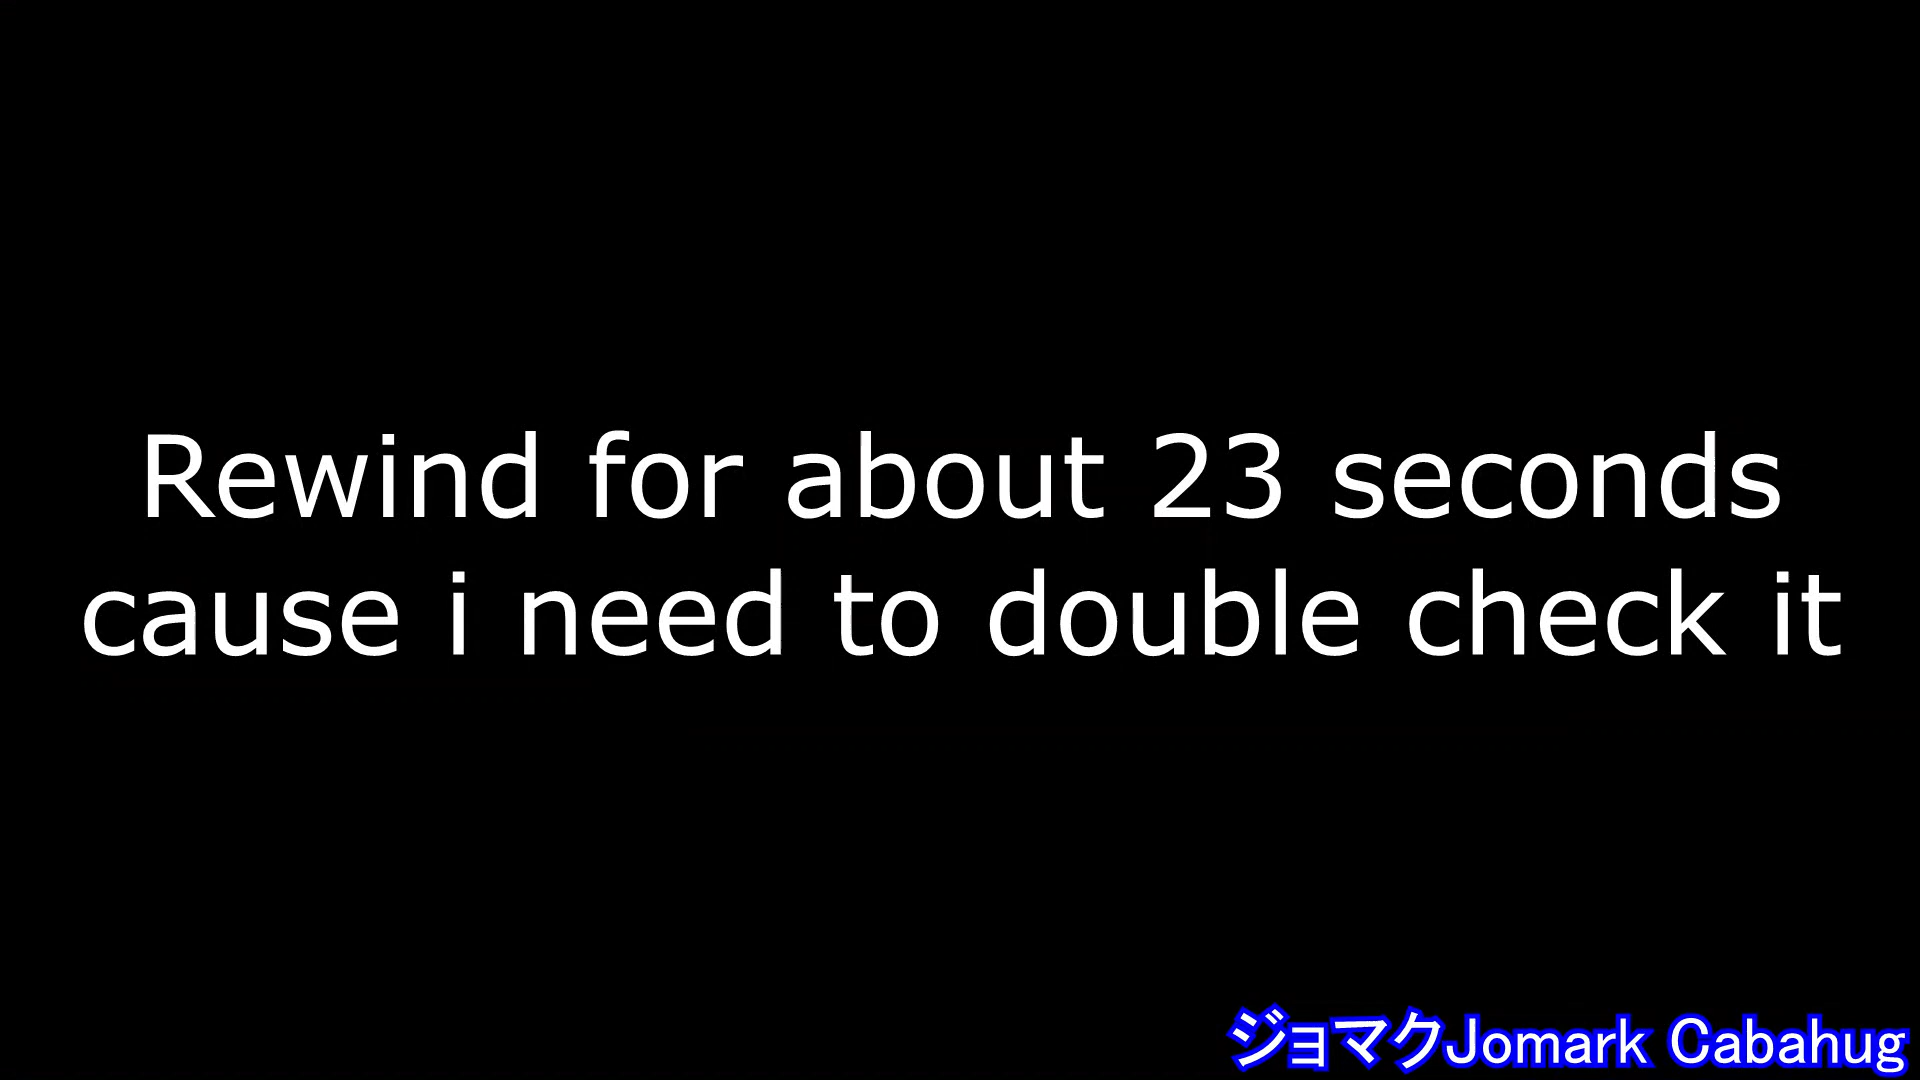 Rewind for about 23 seconds
cause i need to double check it
ジョマクJomark Cabahug